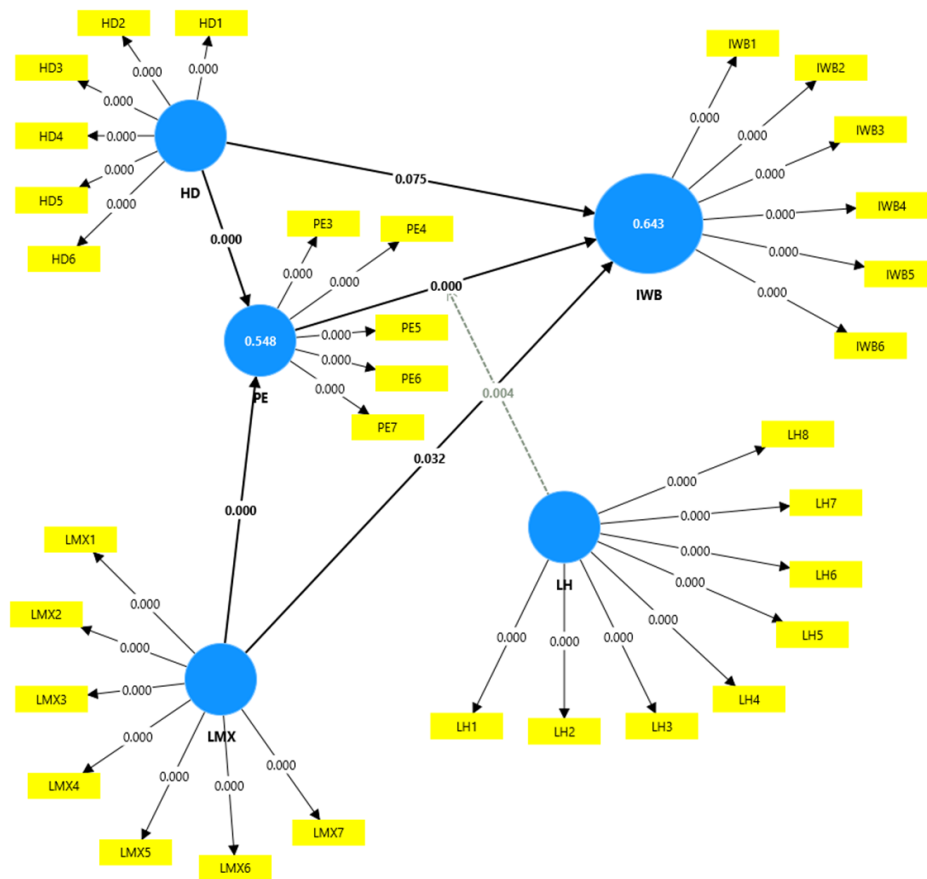 HD2
HD1
HD3
0.000
0.000
0.000
HD4
0.000
HD5
0.000
0.000
HD6
HD
0.075
0.000
IWB1
IWB2
IWB3
IWB4
IWB5
IWB6
0.000
0.000
0.000
0.000
0.000
0.000
0.643
IWB
PE3
PE4
PE5
PE6
PE7
0.000
0.000
0.000
0.000
0.000
0.548
PE
0.000
0.004
0.032
0.000
LH8
LH7
LH6
LH5
LH4
LH3
LH2
LH1
0.000
0.000
0.000
0.000
0.000
0.000
0.000
0.000
LH
LMX1
LMX2
LMX3
LMX4
LMX5
LMX6
LMX7
0.000
0.000
0.000
0.000
0.000
0.000
0.000
LMX